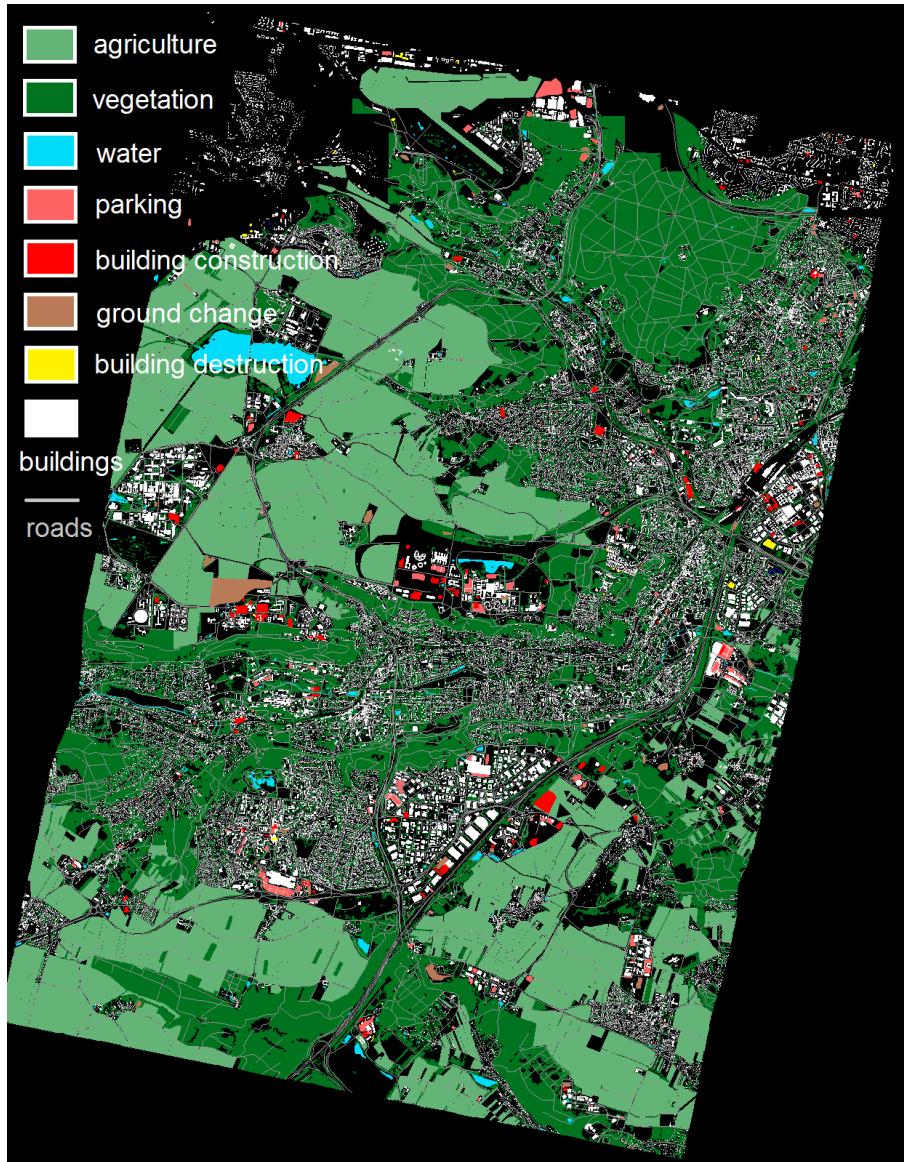 agriculture
vegetation
water
parking
building construction
ground change
building destruction
buildings
roads